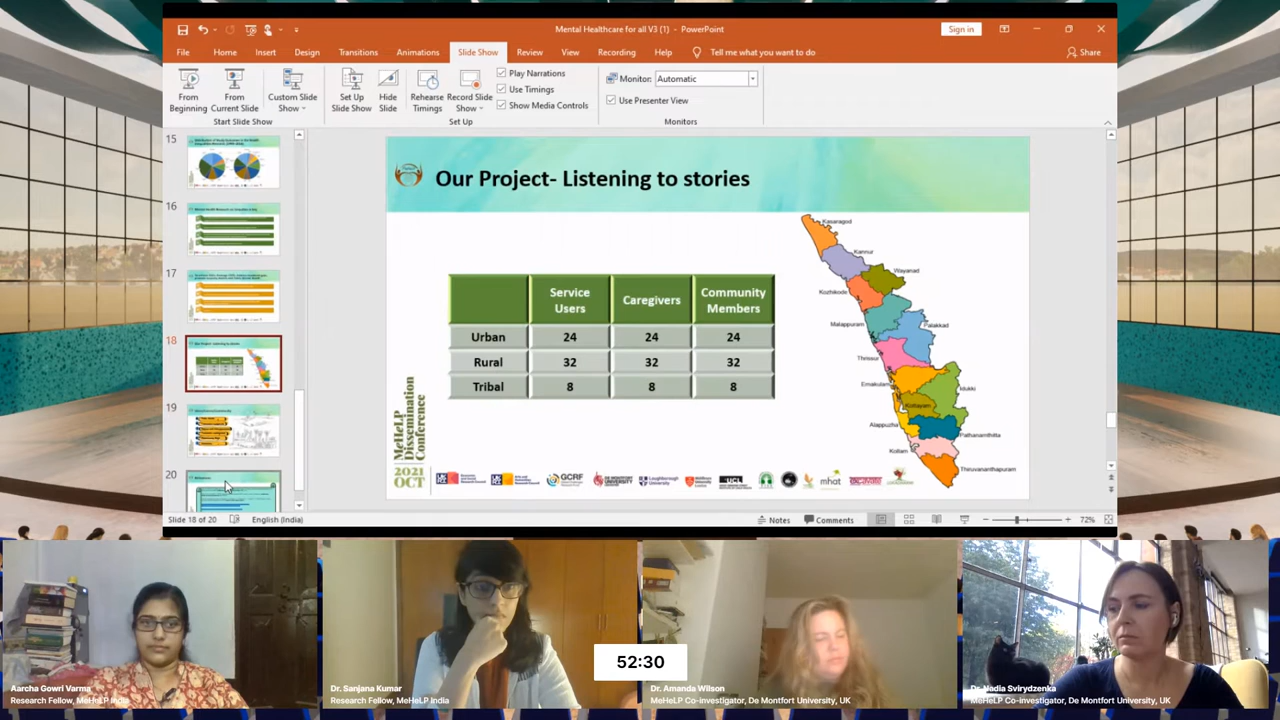 Mental Healthcare for all V3 (1) - PowerPoint
Sign in
File Home Insert Design Transitions Animations Slide Show Review View Recording Help Tell me what you want to do
Share
From Beginning
From Current Slide
Custom Slide Show
Set Up Slide Show
Hide Slide
Rehearse Timings
Record Slide Show
Play Narrations
Use Timings
Show Media Controls
Monitor: Automatic
Use Presenter View
Start Slide Show
Set Up
Monitors
15
16
17
18
19
20
Our Project- Listening to stories
Service Users Caregivers Community Members
Urban 24 24 24
Rural 32 32 32
Tribal 8 8 8
Kasaragod
Kannur
Wayanad
Kozhikode
Malappuram
Palakkad
Thrissur
Ernakulam
Idukki
Kottayam
Alappuzha
Pathanamthitta
Kollam
Thiruvananthapuram
MeHeLP
Dissemination
Conference
2021
OCT
GCRF
UCL
mhat
Slide 18 of 20
English (India)
Notes
Comments
72%
52:30
Aarcha Gowri Varma
Research Fellow, MeHeLP India
Dr. Sanjana Kumar
Research Fellow, MeHeLP India
Dr. Amanda Wilson
MeHeLP Co-investigator, De Montfort University, UK
Dr. Nadia Svirydzenka
MeHeLP Co-investigator, De Montfort University, UK